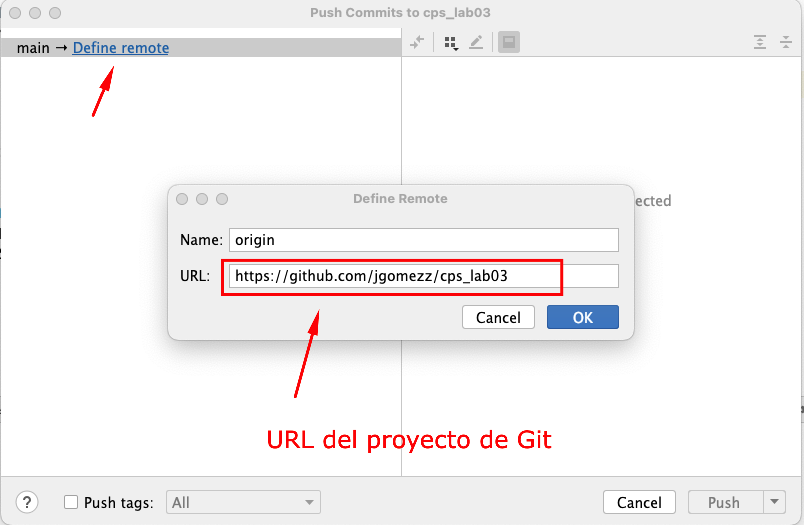 Push Commits to cps_lab03
main → Define remote
ected
Define Remote
Name: origin
URL: https://github.com/jgomezz/cps_lab03
Cancel OK
URL del proyecto de Git
? Push tags: All Cancel Push